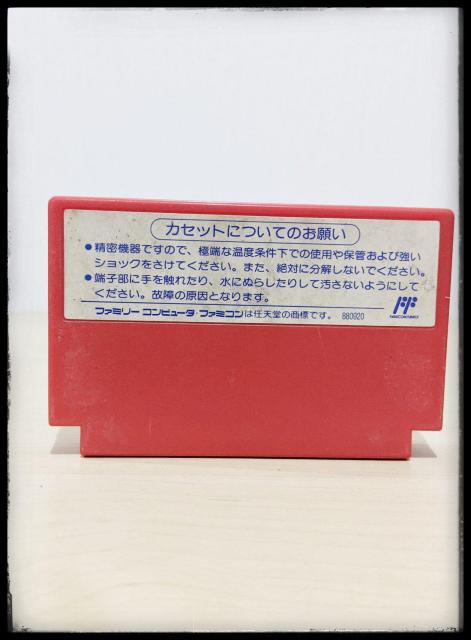 カセットについてのお願い
●精密機器ですので、極端な温度条件下での使用や保管および強い
ショックをさけてください。また、絶対に分解しないでください。
●端子部に手を触れたり、水にぬらしたりして汚さないようにして
ください。故障の原因となります。
ファミリーコンピュータ・ファミコンは任天堂の商標です。 880920